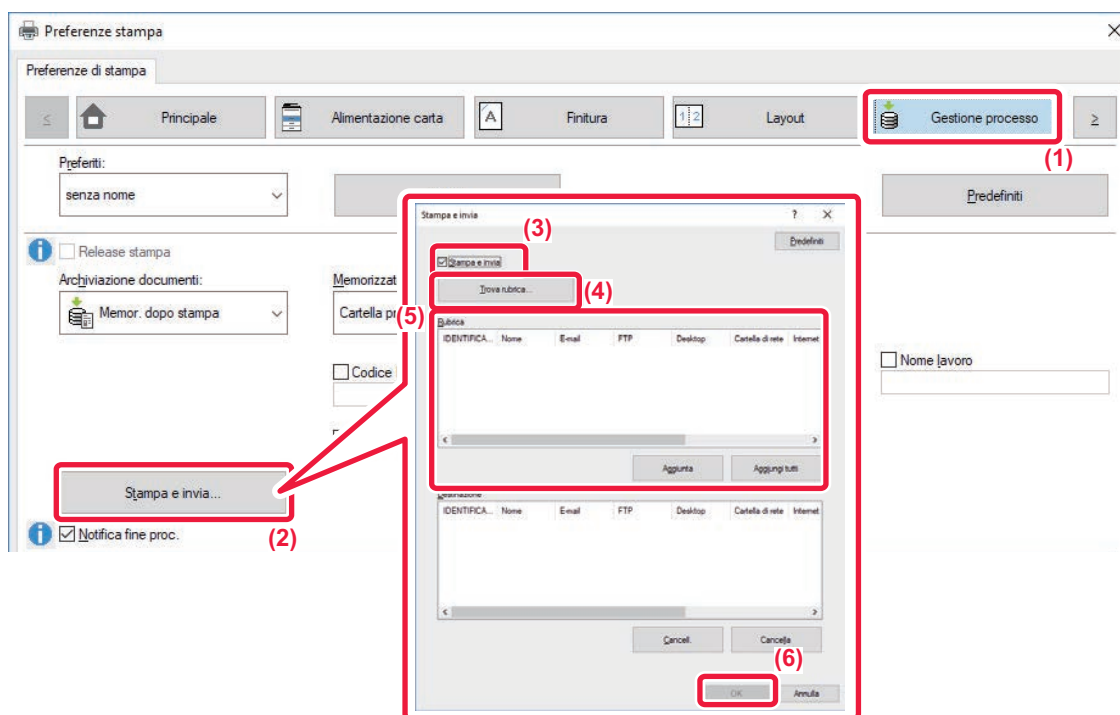 Preferenze stampa
Preferenze di stampa
< Principale Alimentazione carta Finitura Layout Gestione processo >
(1)
Preferiti:
senza nome
Predefiniti
Release stampa
Archiviazione documenti:
Memor. dopo stampa
Memorizzat
Cartella pr
Codice
Nome lavoro
Stampa e invia...
(2)
Notifica fine proc.
Stampa e invia ? ×
Predefiniti
(3)
Stampa e invia
Trova rubrica...
(4)
(5)
Rubrica
IDENTIFICA... Nome E-mail FTP Desktop Cartella di rete Internet
Aggiunta Aggiungi tutti
Destinazione
IDENTIFICA... Nome E-mail FTP Desktop Cartella di rete Internet
Cancell. Cancella
(6)
OK Annulla